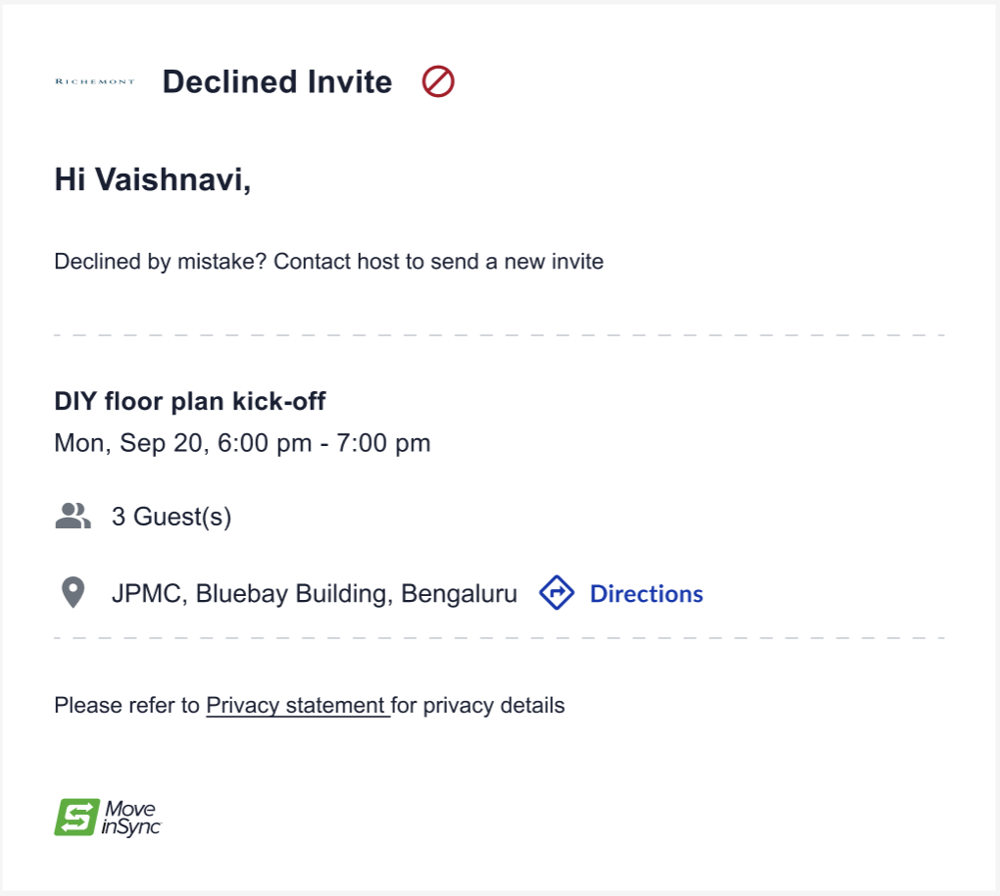 RICHEMONT Declined Invite
Hi Vaishnavi,
Declined by mistake? Contact host to send a new invite
DIY floor plan kick-off
Mon, Sep 20, 6:00 pm - 7:00 pm
3 Guest(s)
JPMC, Bluebay Building, Bengaluru Directions
Please refer to Privacy statement for privacy details
Move
inSync